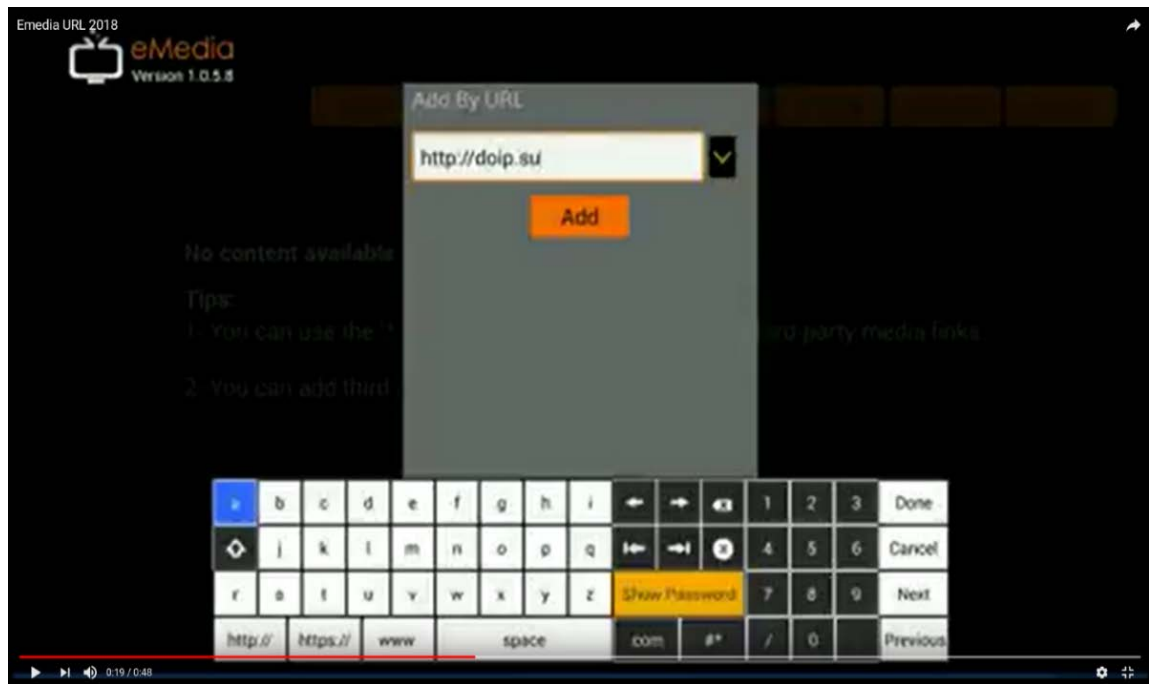 Emedia URL 2018
eMedia
Version 1.0.5.8
Add By URL
http://doip.su
Add
No content available
Tips:
1. You can use the "
party media links
2. You can add third
a b c d e f g h i 1 2 3 Done
j k l m n o p q 4 5 6 Cancel
r s t u v w x y z Show Password 7 8 9 Next
http:// https:// www space com #* / 0 Previous
0:19 / 0:48